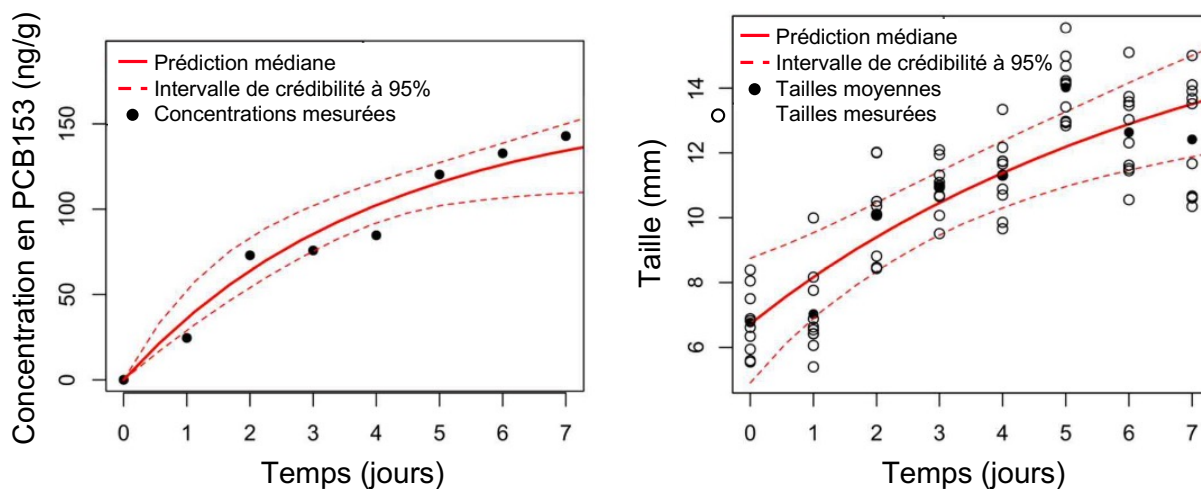 Concentration en PCB153 (ng/g)
150
100
50
0
Prédiction médiane
Intervalle de crédibilité à 95%
Concentrations mesurées
0 1 2 3 4 5 6 7
Temps (jours)
Taille (mm)
14
12
10
8
6
Prédiction médiane
Intervalle de crédibilité à 95%
Tailles moyennes
Tailles mesurées
0 1 2 3 4 5 6 7
Temps (jours)